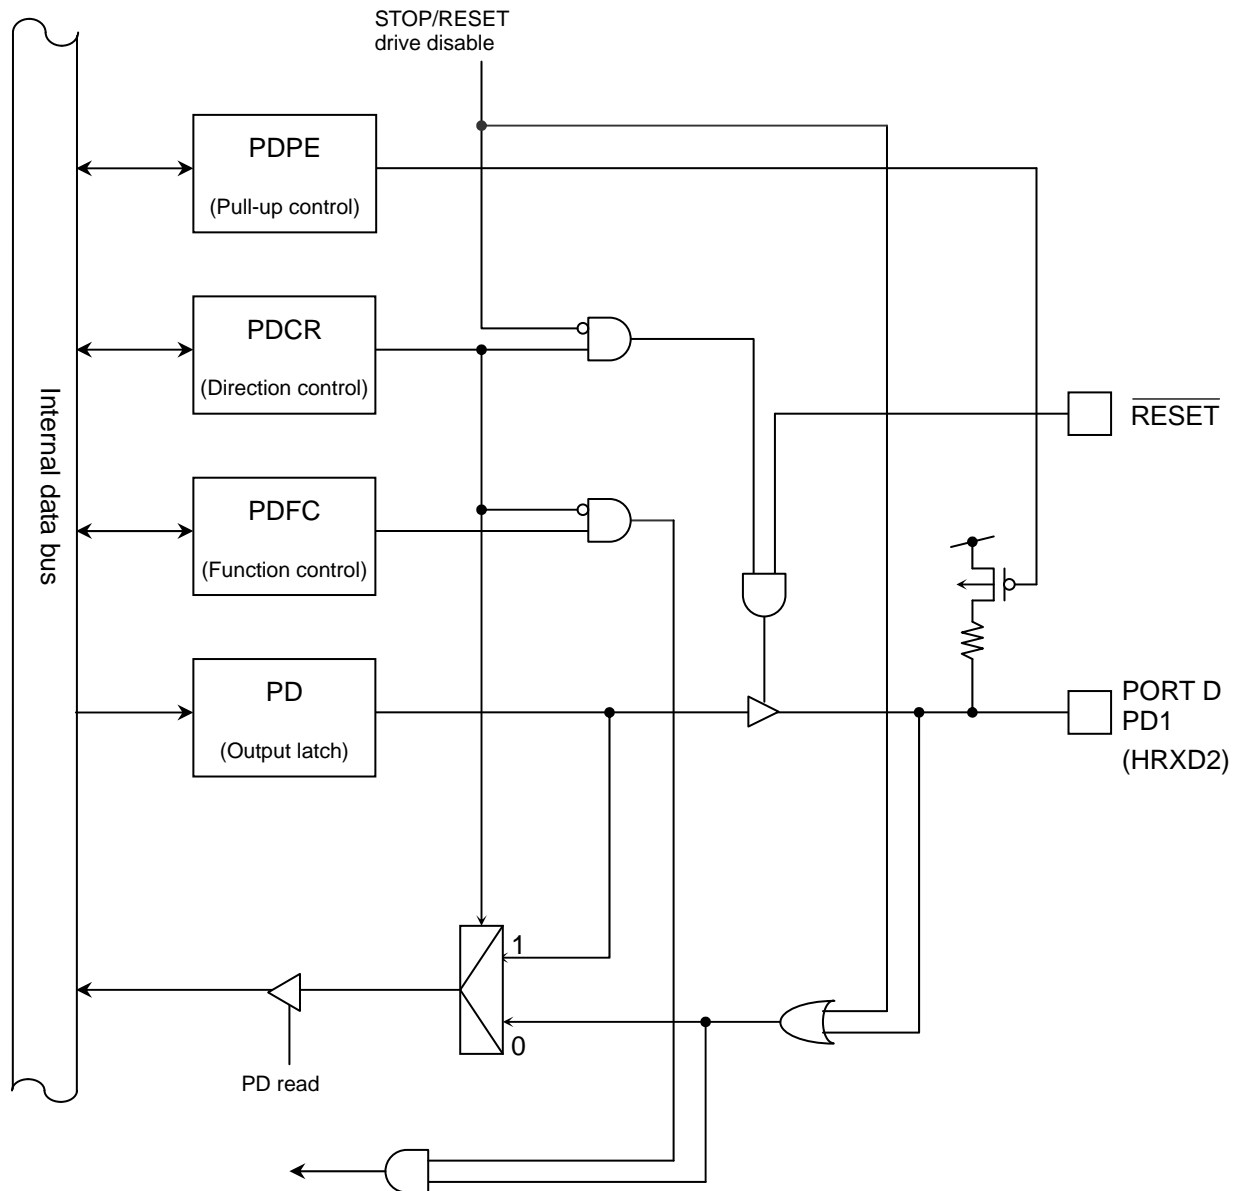 STOP/RESET
drive disable
PDPE
(Pull-up control)
PDCR
(Direction control)
RESET
Internal data bus
PDFC
(Function control)
PD
(Output latch)
PORT D
PD1
(HRXD2)
1
0
PD read